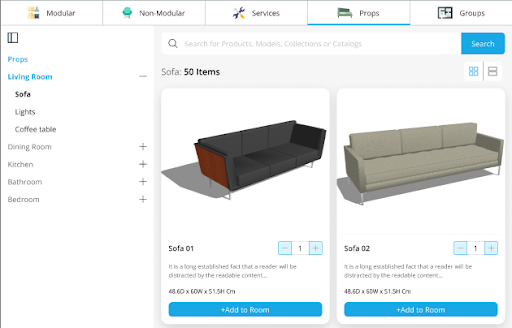 Modular
Non-Modular
Services
Props
Groups
Props
Living Room
Sofa
Lights
Coffee table
Dining Room
Kitchen
Bathroom
Bedroom
Search for Products, Models, Collections or Catalogs
Search
Sofa: 50 Items
Sofa 01
1
It is a long established fact that a reader will be
distracted by the readable content...
48.6D x 60W x 51.5H Cm
+Add to Room
Sofa 02
1
It is a long established fact that a reader will be
distracted by the readable content...
48.6D x 60W x 51.5H Cm
+Add to Room